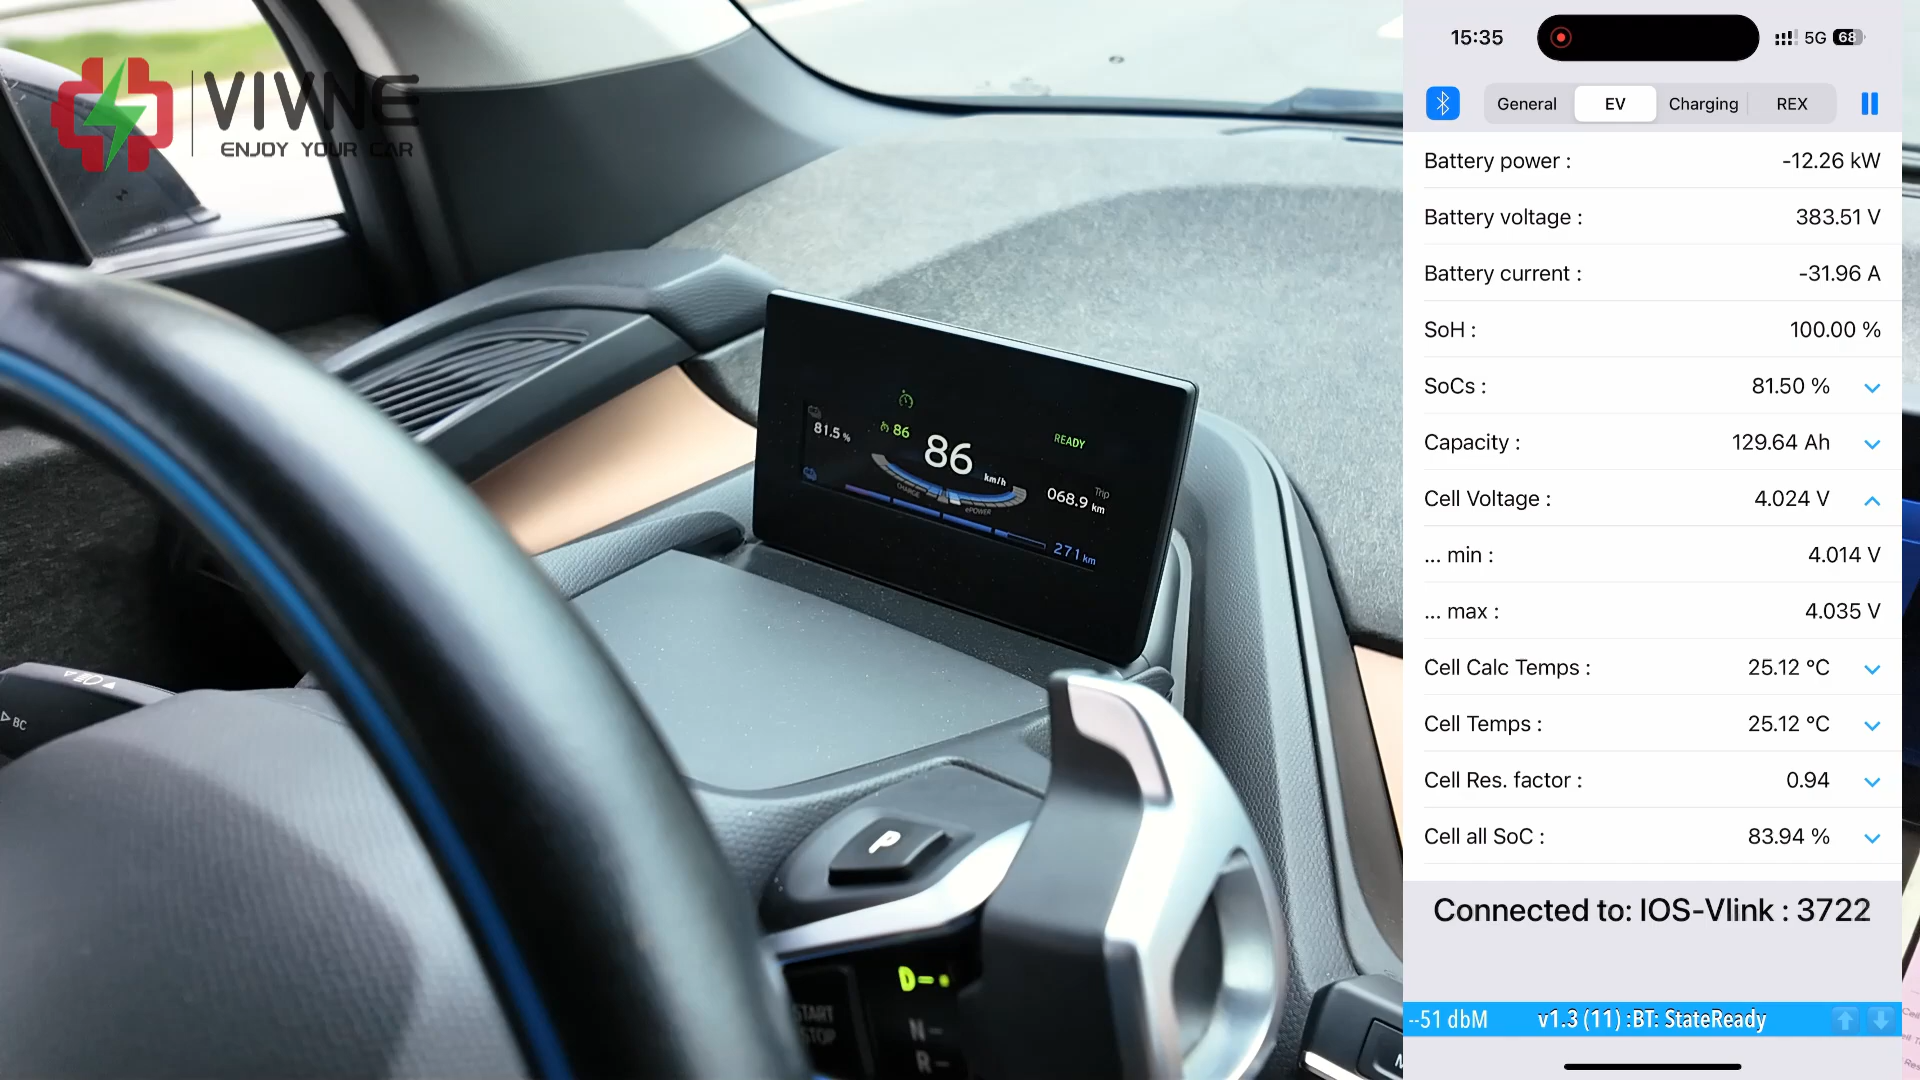 VIVNE
ENJOY YOUR CAR
81.5 %
86
86
km/h
READY
CHARGE
ePOWER
Trip
068.9 km
271 km
BC
P
START
STOP
D
N
R
15:35
5G
68
General
EV
Charging
REX
Battery power :
-12.26 kW
Battery voltage :
383.51 V
Battery current :
-31.96 A
SoH :
100.00 %
SoCs :
81.50 %
Capacity :
129.64 Ah
Cell Voltage :
4.024 V
... min :
4.014 V
... max :
4.035 V
Cell Calc Temps :
25.12 °C
Cell Temps :
25.12 °C
Cell Res. factor :
0.94
Cell all SoC :
83.94 %
Connected to: IOS-Vlink : 3722
--51 dbM
v1.3 (11) :BT: StateReady